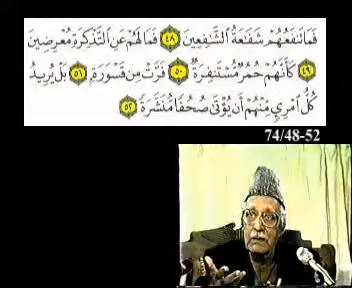 فَمَا تَنفَعُهُمْ شَفَٰعَةُ ٱلشَّٰفِعِينَ ٤٨ فَمَا لَهُمْ عَنِ ٱلتَّذْكِرَةِ مُعْرِضِينَ
٤٩ كَأَنَّهُمْ حُمُرٌ مُّسْتَنفِرَةٌ ٥٠ فَرَّتْ مِن قَسْوَرَةٍ ٥١ بَلْ يُرِيدُ
كُلُّ ٱمْرِئٍ مِّنْهُمْ أَن يُؤْتَىٰ صُحُفًا مُّنَشَّرَةً ٥٢
74/48-52